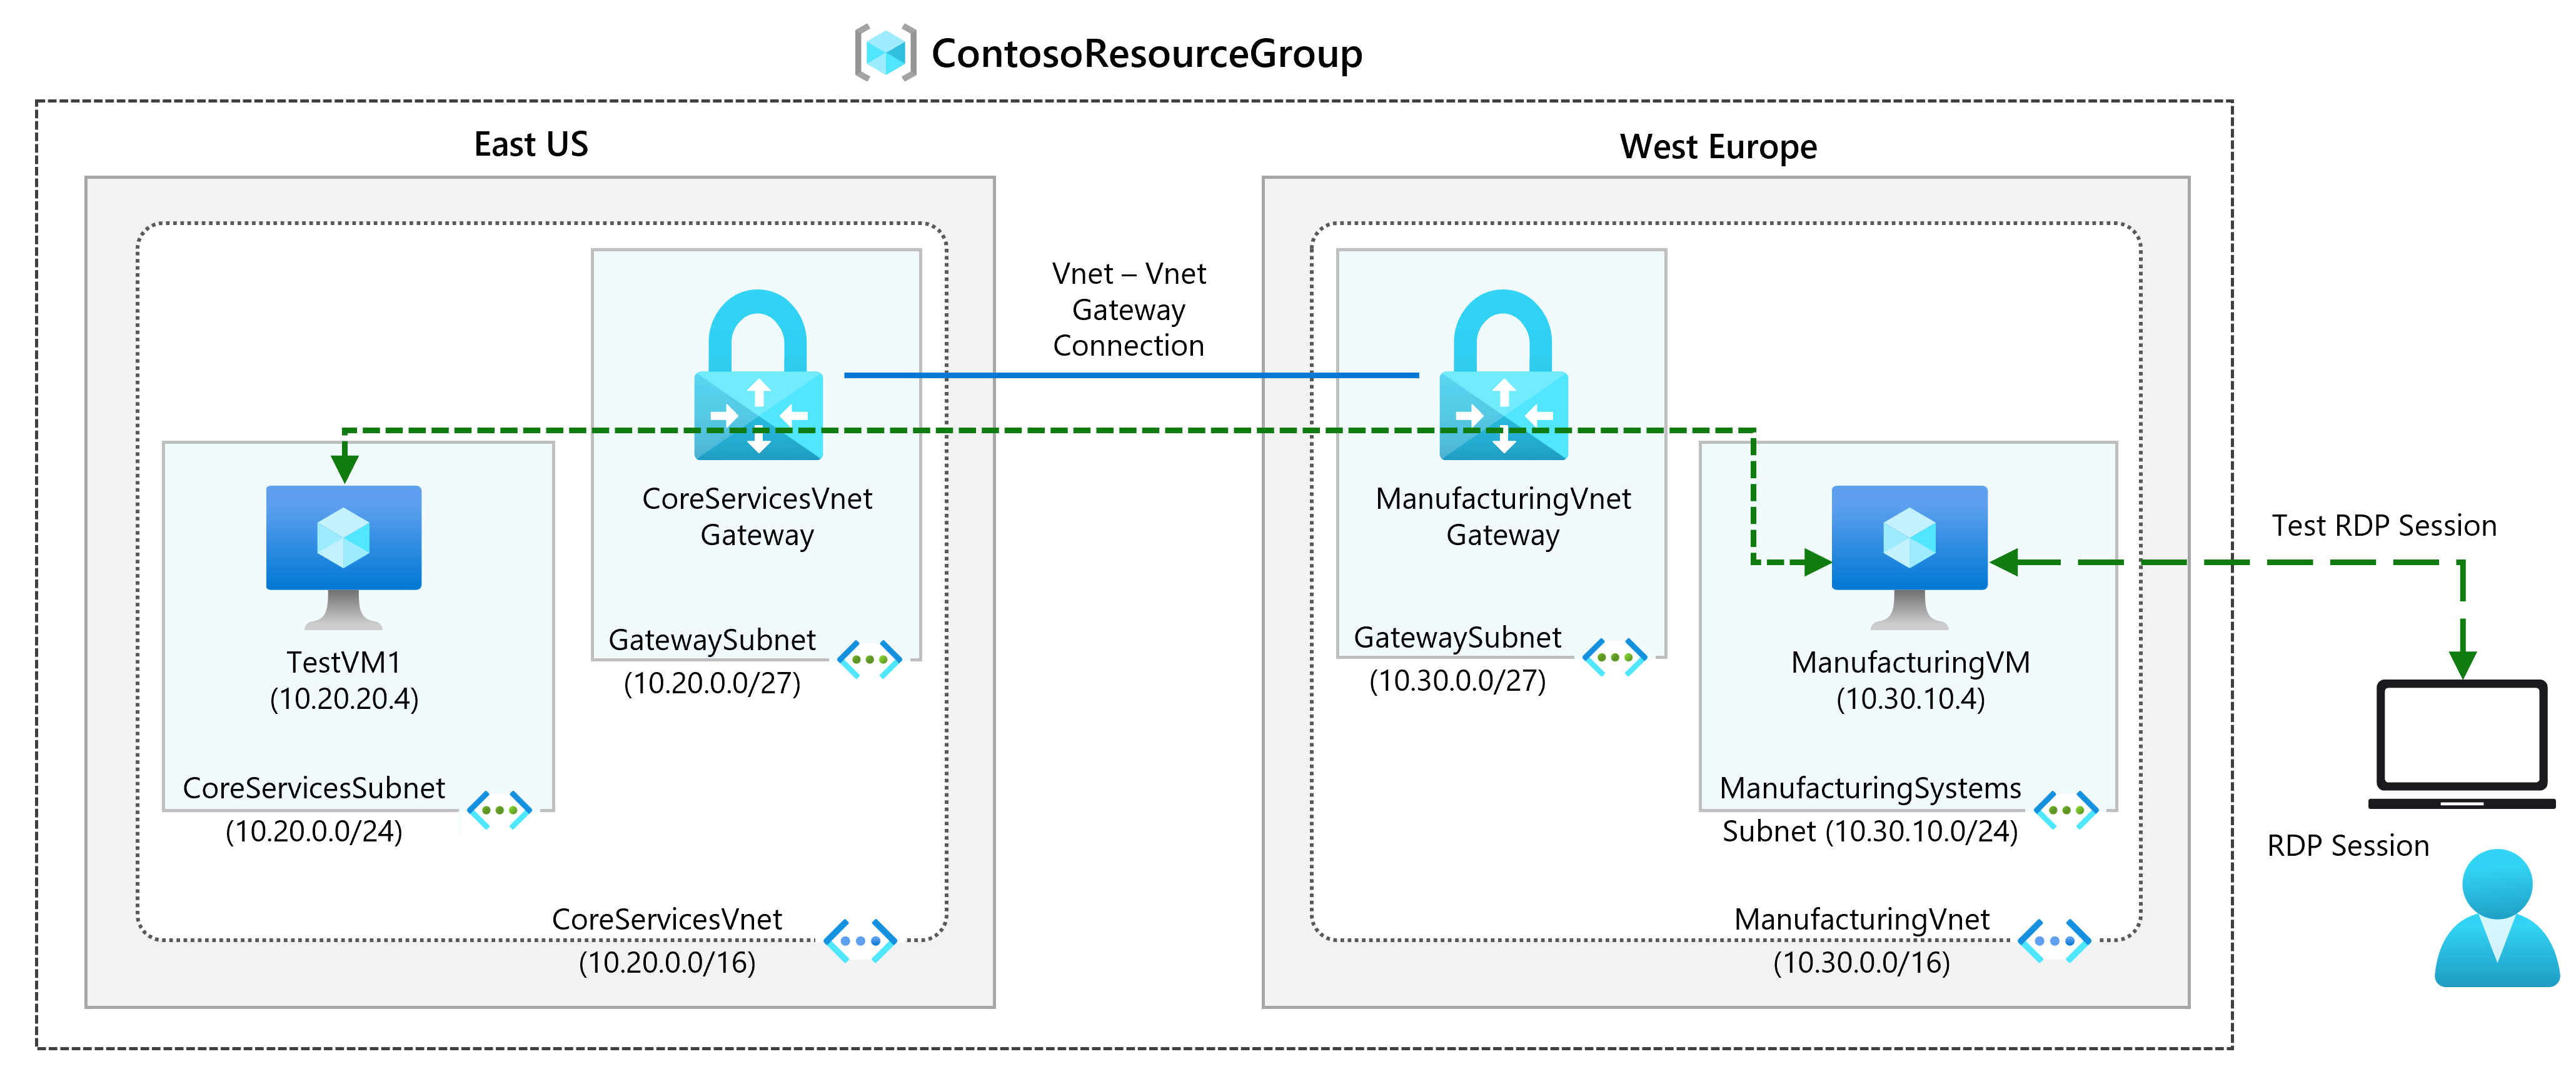 ContosoResourceGroup
East US
West Europe
Vnet – Vnet
Gateway
Connection
CoreServicesVnet
Gateway
GatewaySubnet
(10.20.0.0/27)
TestVM1
(10.20.20.4)
CoreServicesSubnet
(10.20.0.0/24)
CoreServicesVnet
(10.20.0.0/16)
ManufacturingVnet
Gateway
GatewaySubnet
(10.30.0.0/27)
ManufacturingVM
(10.30.10.4)
ManufacturingSystems
Subnet (10.30.10.0/24)
ManufacturingVnet
(10.30.0.0/16)
Test RDP Session
RDP Session